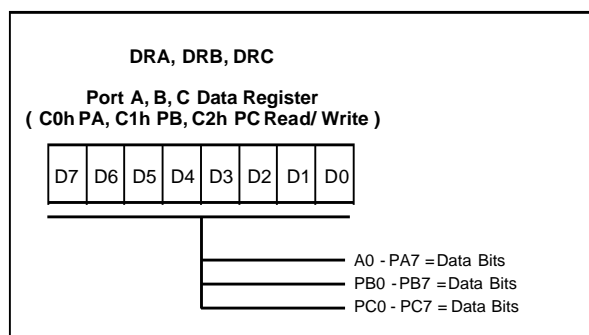 DRA, DRB, DRC
Port A, B, C Data Register
( C0h PA, C1h PB, C2h PC Read/ Write )
D7 D6 D5 D4 D3 D2 D1 D0
A0 - PA7 = Data Bits
PB0 - PB7 = Data Bits
PC0 - PC7 = Data Bits